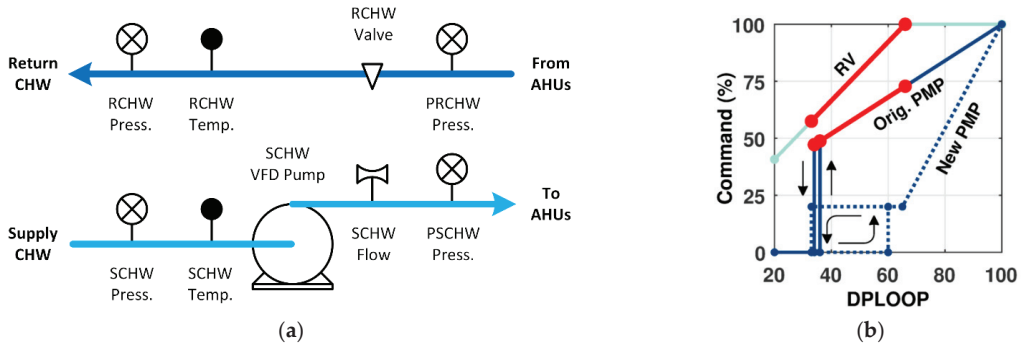 RCHW
Valve
Return
CHW
From
AHUs
RCHW
Press.
RCHW
Temp.
PRCHW
Press.
SCHW
VFD Pump
To
AHUs
Supply
CHW
SCHW
Press.
SCHW
Temp.
SCHW
Flow
PSCHW
Press.
(a)
100
75
50
25
0
Command (%)
RV
Orig. PMP
New PMP
20
40
60
80
100
DPLOOP
(b)